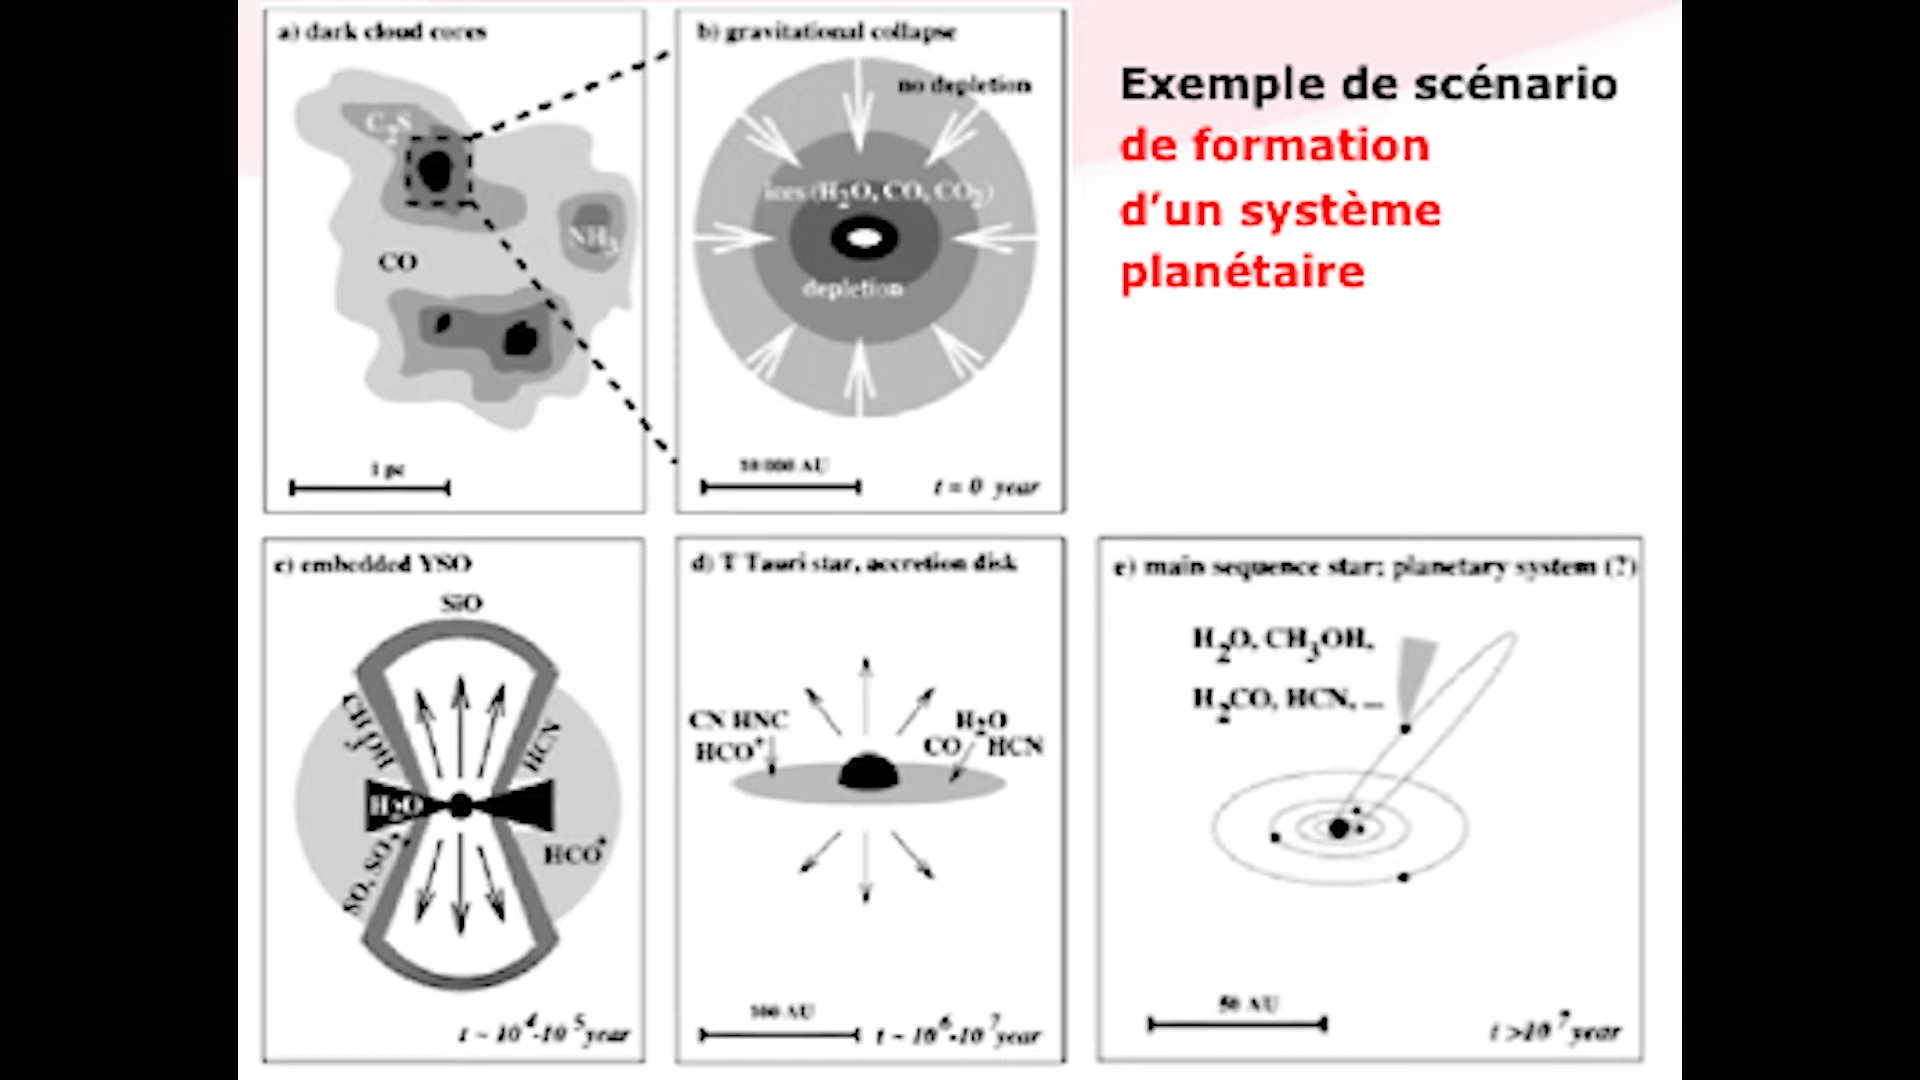 a) dark cloud cores
C2S
NH3
CO
1 pc
b) gravitational collapse
no depletion
ices (H2O, CO, CO2)
depletion
10 000 AU
t = 0 year
Exemple de scénario
de formation
d’un système
planétaire
c) embedded YSO
SiO
CH3OH
HCN
H2O
SO, SO+
HCO+
t ~ 10^4-10^5 year
d) T Tauri star, accretion disk
CN HNC
HCO+
H2O
CO HCN
100 AU
t ~ 10^6-10^7 year
e) main sequence star; planetary system (?)
H2O, CH3OH,
H2CO, HCN, ...
50 AU
t >10^7 year